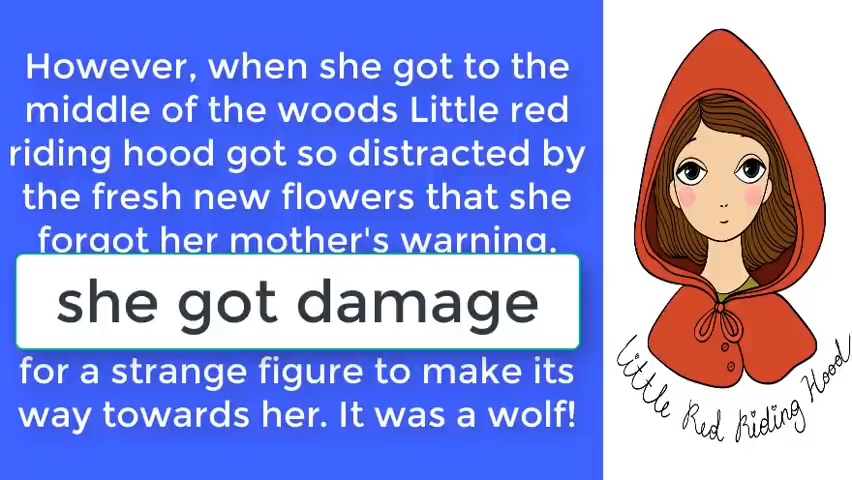 However, when she got to the
middle of the woods Little red
riding hood got so distracted by
the fresh new flowers that she
forgot her mother's warning.
she got damage
for a strange figure to make its
way towards her. It was a wolf!
Little Red Riding Hood